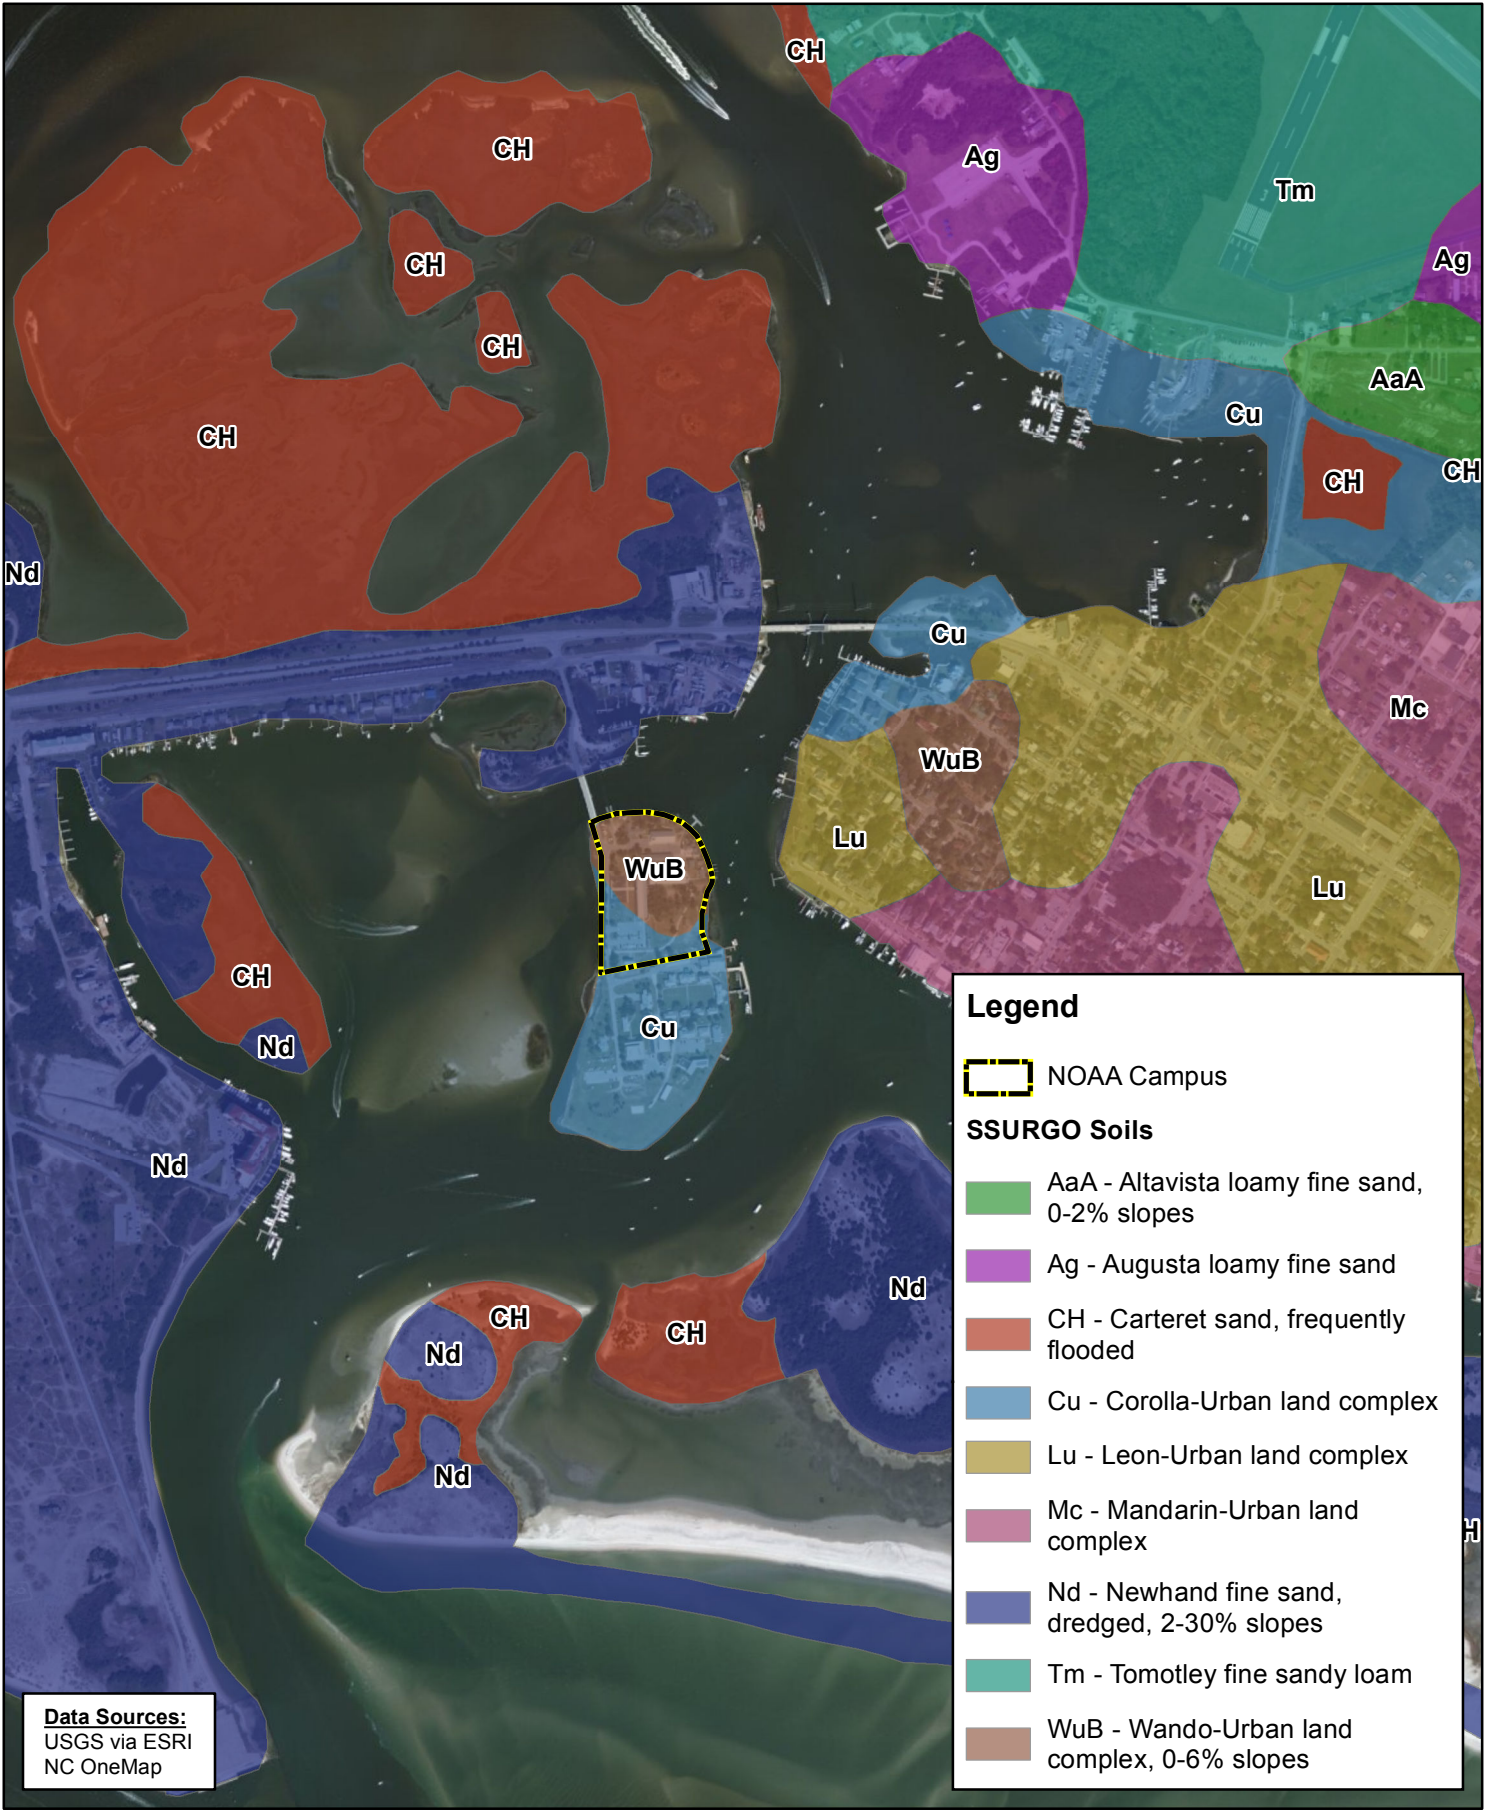 CH
CH
Ag
Tm
CH
Ag
CH
AaA
Cu
CH
CH
CH
Nd
Cu
Mc
WuB
Lu
WuB
Lu
CH
Cu
Nd
Nd
Nd
CH
CH
Nd
Nd
H
Legend
NOAA Campus
SSURGO Soils
AaA - Altavista loamy fine sand,
0-2% slopes
Ag - Augusta loamy fine sand
CH - Carteret sand, frequently
flooded
Cu - Corolla-Urban land complex
Lu - Leon-Urban land complex
Mc - Mandarin-Urban land
complex
Nd - Newhand fine sand,
dredged, 2-30% slopes
Tm - Tomotley fine sandy loam
WuB - Wando-Urban land
complex, 0-6% slopes
Data Sources:
USGS via ESRI
NC OneMap